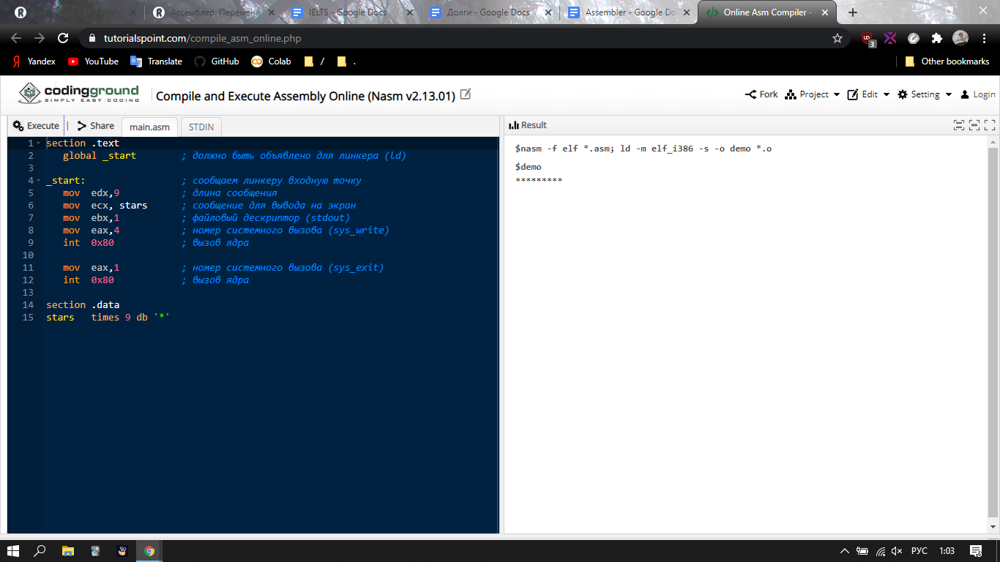 Ассемблер. Перемен
IELTS - Google Docs
Долги - Google Docs
Assembler - Google Do
Online Asm Compiler -
tutorialspoint.com/compile_asm_online.php
3
Yandex YouTube Translate GitHub Colab / . Other bookmarks
codingground
SIMPLY EASY CODING
Compile and Execute Assembly Online (Nasm v2.13.01)
Fork Project Edit Setting Login
Execute | Share main.asm STDIN
Result
1 section .text
2 global _start ; должно быть объявлено для линкера (ld)
3
4 _start: ; сообщаем линкеру входную точку
5 mov edx,9 ; длина сообщения
6 mov ecx, stars ; сообщение для вывода на экран
7 mov ebx,1 ; файловый дескриптор (stdout)
8 mov eax,4 ; номер системного вызова (sys_write)
9 int 0x80 ; вызов ядра
10
11 mov eax,1 ; номер системного вызова (sys_exit)
12 int 0x80 ; вызов ядра
13
14 section .data
15 stars times 9 db '*'
$nasm -f elf *.asm; ld -m elf_i386 -s -o demo *.o
$demo
*********
РУС 1:03